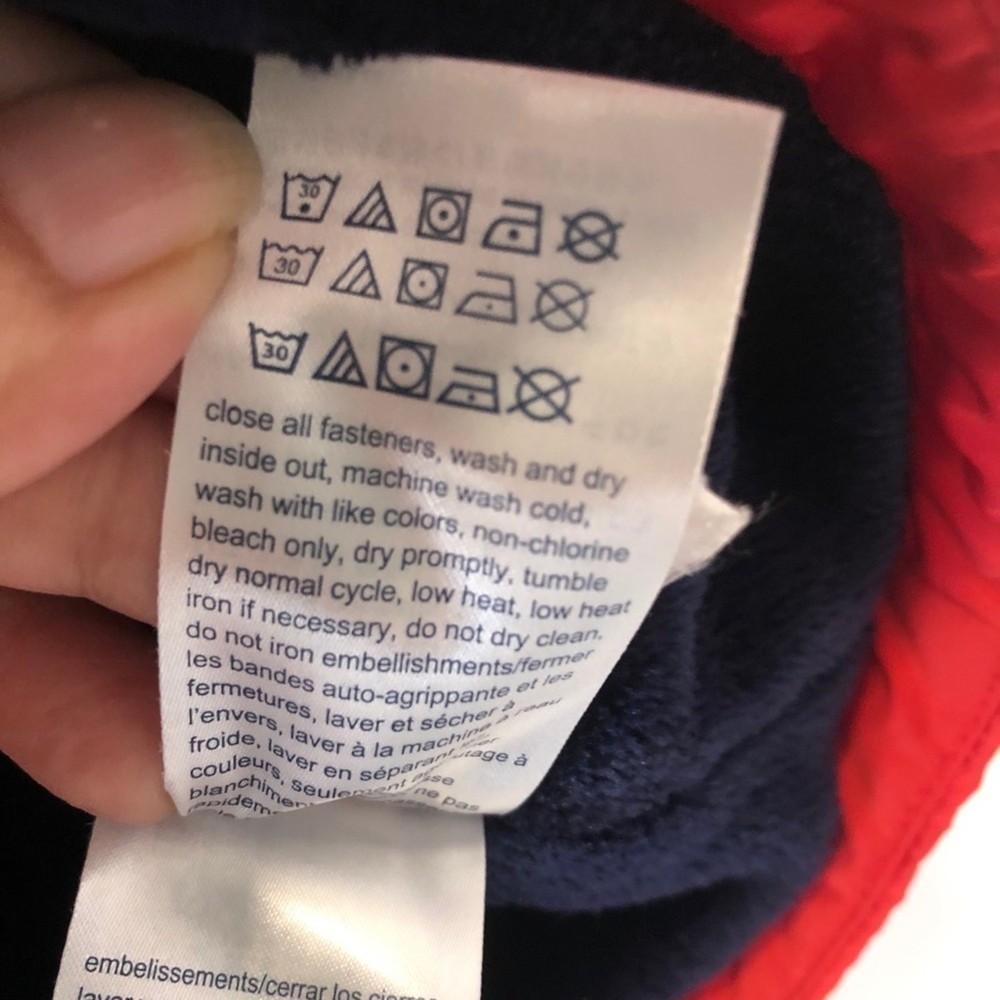 30
30
30
close all fasteners, wash and dry
inside out, machine wash cold,
wash with like colors, non-chlorine
bleach only, dry promptly, tumble
dry normal cycle, low heat, low heat
iron if necessary, do not dry clean.
do not iron embellishments/fermer
les bandes auto-agrippante et les
fermetures, laver et sécher à
l'envers, laver à la machine à l'eau
froide, laver en
couleurs,
ne pas
embelissements/cerrar los